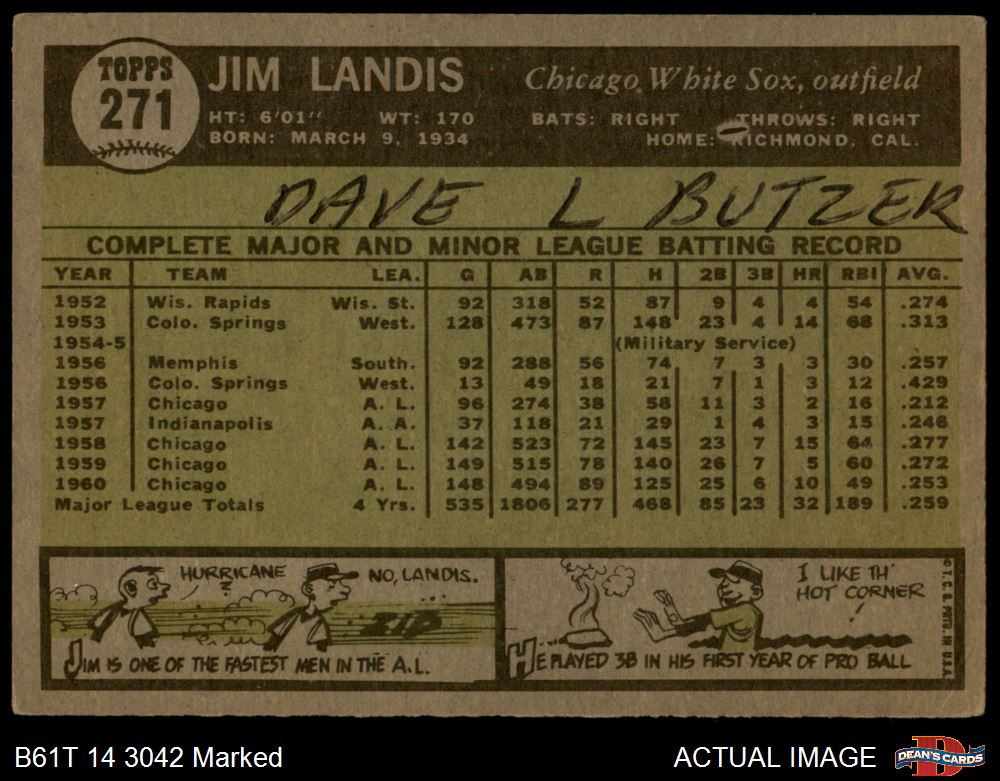 TOPPS
271
JIM LANDIS
Chicago White Sox, outfield
HT: 6'01" WT: 170 BATS: RIGHT THROWS: RIGHT
BORN: MARCH 9, 1934 HOME: RICHMOND, CAL.
DAVE L BUTZER
COMPLETE MAJOR AND MINOR LEAGUE BATTING RECORD
YEAR TEAM LEA. G AB R H 2B 3B HR RBI AVG.
1952 Wis. Rapids Wis. St. 92 318 52 87 9 4 4 54 .274
1953 Colo. Springs West. 128 473 87 148 23 4 14 68 .313
1954-5 (Military Service)
1956 Memphis South. 92 288 56 74 7 3 3 30 .257
1956 Colo. Springs West. 13 49 18 21 7 1 3 12 .429
1957 Chicago A. L. 96 274 38 58 11 3 2 16 .212
1957 Indianapolis A. A. 37 118 21 29 1 4 3 15 .246
1958 Chicago A. L. 142 523 72 145 23 7 15 64 .277
1959 Chicago A. L. 149 515 78 140 26 7 5 60 .272
1960 Chicago A. L. 148 494 89 125 25 6 10 49 .253
Major League Totals 4 Yrs. 535 1806 277 468 85 23 32 189 .259
HURRICANE
?
NO, LANDIS.
ZIP
JIM IS ONE OF THE FASTEST MEN IN THE A.L.
I LIKE TH'
HOT CORNER
!
HE PLAYED 3B IN HIS FIRST YEAR OF PRO BALL
© T. C. G. PRTD. IN U.S.A.
B61T 14 3042 Marked
ACTUAL IMAGE
D
DEAN'S CARDS